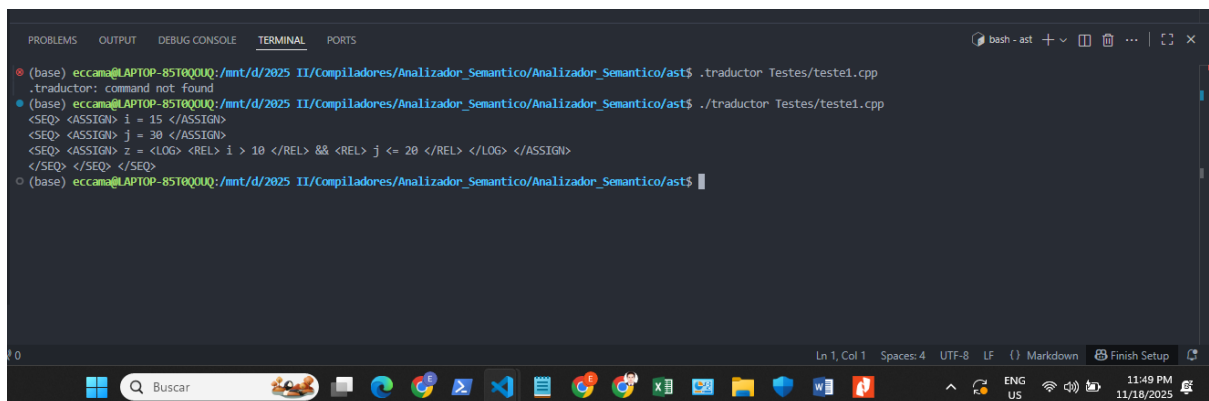 PROBLEMS OUTPUT DEBUG CONSOLE TERMINAL PORTS bash - ast
(base) eccama@LAPTOP-85T0QOUQ:/mnt/d/2025 II/Compiladores/Analizador_Semantico/Analizador_Semantico/ast$ .traductor Testes/teste1.cpp
.traductor: command not found
(base) eccama@LAPTOP-85T0QOUQ:/mnt/d/2025 II/Compiladores/Analizador_Semantico/Analizador_Semantico/ast$ ./traductor Testes/teste1.cpp
<SEQ> <ASSIGN> i = 15 </ASSIGN>
<SEQ> <ASSIGN> j = 30 </ASSIGN>
<SEQ> <ASSIGN> z = <LOG> <REL> i > 10 </REL> && <REL> j <= 20 </REL> </LOG> </ASSIGN>
</SEQ> </SEQ> </SEQ>
(base) eccama@LAPTOP-85T0QOUQ:/mnt/d/2025 II/Compiladores/Analizador_Semantico/Analizador_Semantico/ast$
0 Ln 1, Col 1 Spaces: 4 UTF-8 LF {} Markdown Finish Setup
Buscar ENG US 11:49 PM 11/18/2025